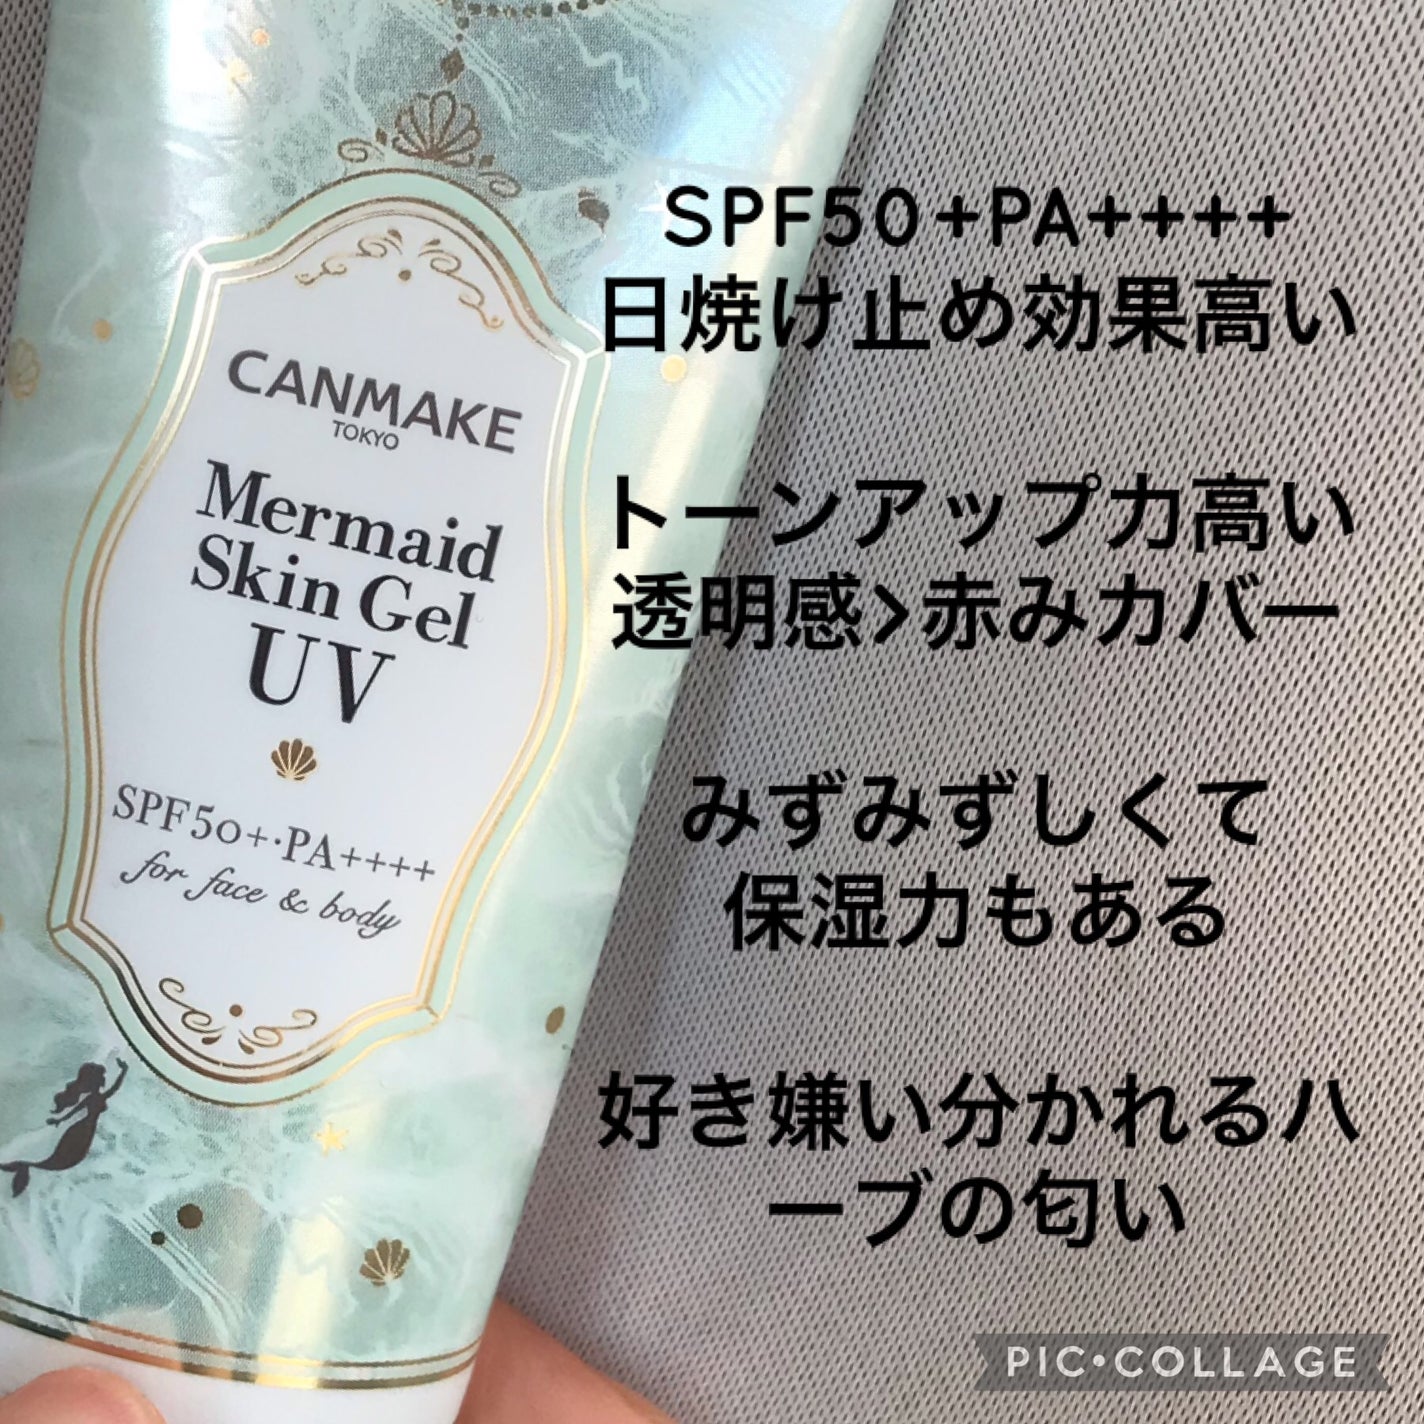 CANMAKE
TOKYO
Mermaid
Skin Gel
UV
SPF50+・PA++++
for face & body
SPF50+PA++++
日焼け止め効果高い
トーンアップ力高い
透明感>赤みカバー
みずみずしくて
保湿力もある
好き嫌い分かれるハ
ーブの匂い
PIC•COLLAGE